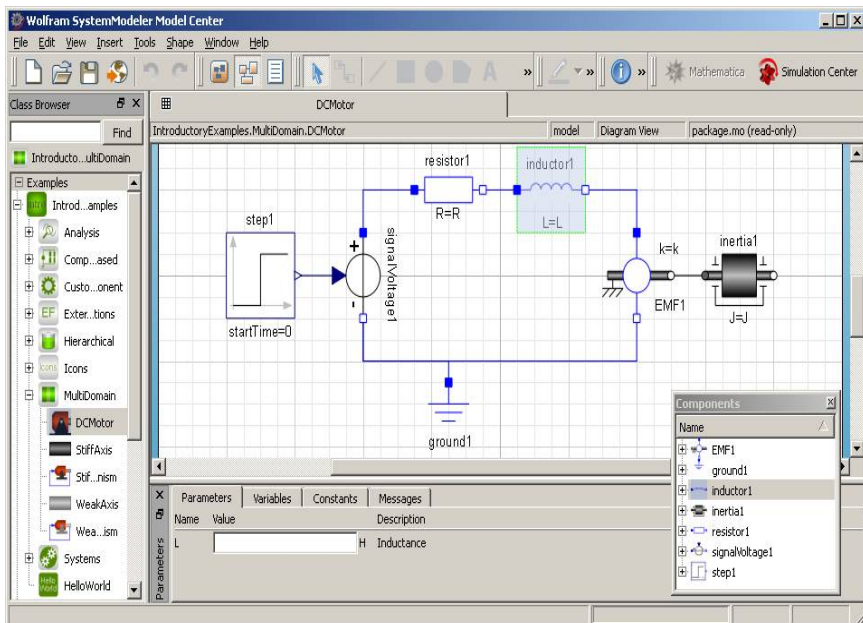 Wolfram SystemModeler Model Center
File Edit View Insert Tools Shape Window Help
A » » » Mathematica Simulation Center
Class Browser
DCMotor
Find
IntroductoryExamples.MultiDomain.DCMotor model Diagram View package.mo (read-only)
Introducto...ultiDomain
Examples
Introd...amples
Analysis
Comp...ased
Custo...onent
EF Exter...tions
Hierarchical
Icons Icons
MultiDomain
DCMotor
StiffAxis
Stif...nism
WeakAxis
Wea...ism
Systems
Hello World HelloWorld
resistor1
R=R
inductor1
L=L
step1
startTime=0
+
-
signalVoltage1
k=k
EMF1
inertia1
J=J
ground1
Components
Name
EMF1
ground1
inductor1
inertia1
resistor1
signalVoltage1
step1
Parameters
Parameters Variables Constants Messages
Name Value Description
L H Inductance